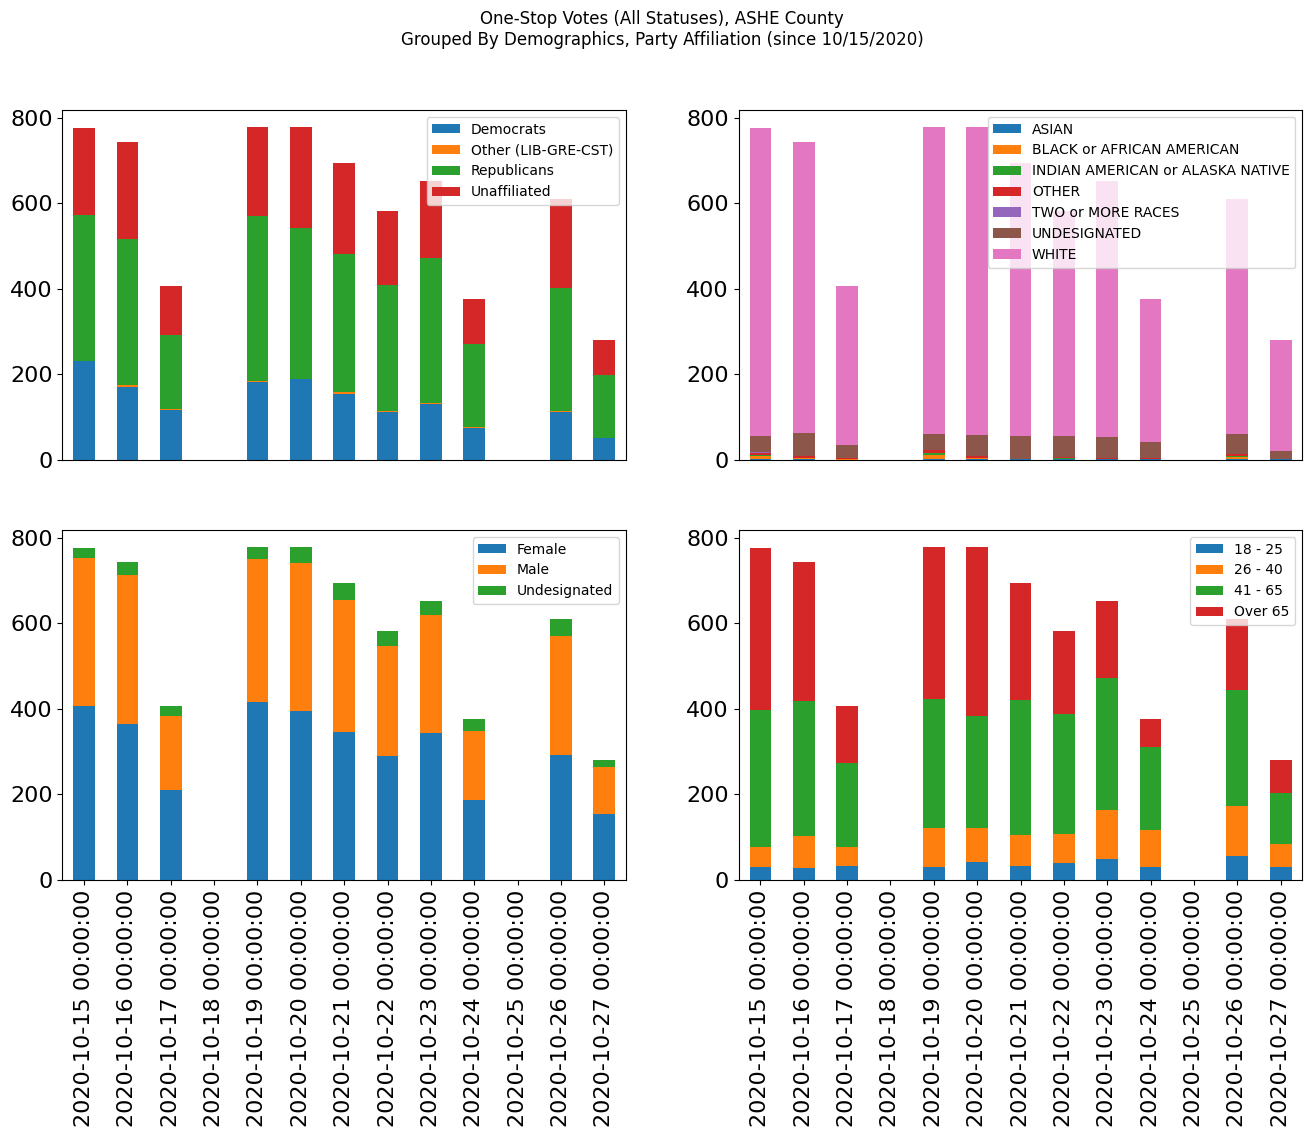 One-Stop Votes (All Statuses), ASHE County
Grouped By Demographics, Party Affiliation (since 10/15/2020)
800
600
400
200
0
Democrats
Other (LIB-GRE-CST)
Republicans
Unaffiliated
800
600
400
200
0
ASIAN
BLACK or AFRICAN AMERICAN
INDIAN AMERICAN or ALASKA NATIVE
OTHER
TWO or MORE RACES
UNDESIGNATED
WHITE
800
600
400
200
0
Female
Male
Undesignated
2020-10-15 00:00:00
2020-10-16 00:00:00
2020-10-17 00:00:00
2020-10-18 00:00:00
2020-10-19 00:00:00
2020-10-20 00:00:00
2020-10-21 00:00:00
2020-10-22 00:00:00
2020-10-23 00:00:00
2020-10-24 00:00:00
2020-10-25 00:00:00
2020-10-26 00:00:00
2020-10-27 00:00:00
800
600
400
200
0
18 - 25
26 - 40
41 - 65
Over 65
2020-10-15 00:00:00
2020-10-16 00:00:00
2020-10-17 00:00:00
2020-10-18 00:00:00
2020-10-19 00:00:00
2020-10-20 00:00:00
2020-10-21 00:00:00
2020-10-22 00:00:00
2020-10-23 00:00:00
2020-10-24 00:00:00
2020-10-25 00:00:00
2020-10-26 00:00:00
2020-10-27 00:00:00